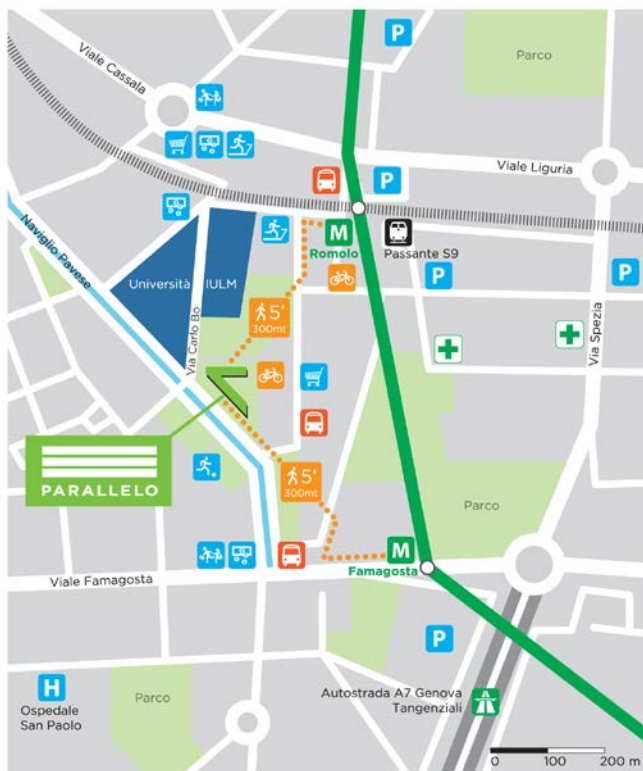 P
Parco
Viale Cassala
Viale Liguria
P
M
Romolo
Passante S9
Naviglio Pavese
Università IULM
5'
300mt
P
P
Via Carlo Bo
Via Spezia
PARALLELO
5'
300mt
Parco
M
Famagosta
Viale Famagosta
P
H
Ospedale
San Paolo
Parco
Autostrada A7 Genova
Tangenziali
0 100 200 m